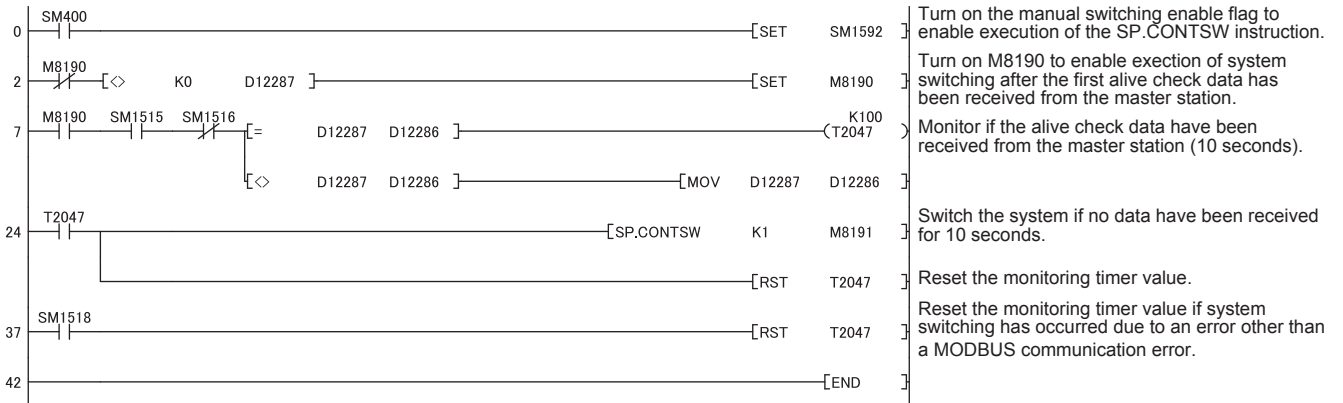 SM400
0 [SET SM1592 ]
Turn on the manual switching enable flag to
enable execution of the SP.CONTSW instruction.
M8190
2 [<> K0 D12287 ] [SET M8190 ]
Turn on M8190 to enable exection of system
switching after the first alive check data has
been received from the master station.
M8190 SM1515 SM1516 K100
7 [= D12287 D12286 ] (T2047 )
Monitor if the alive check data have been
received from the master station (10 seconds).
[<> D12287 D12286 ] [MOV D12287 D12286 ]
T2047
24 [SP.CONTSW K1 M8191 ]
Switch the system if no data have been received
for 10 seconds.
[RST T2047 ]
Reset the monitoring timer value.
SM1518
37 [RST T2047 ]
Reset the monitoring timer value if system
switching has occurred due to an error other than
a MODBUS communication error.
42 [END ]